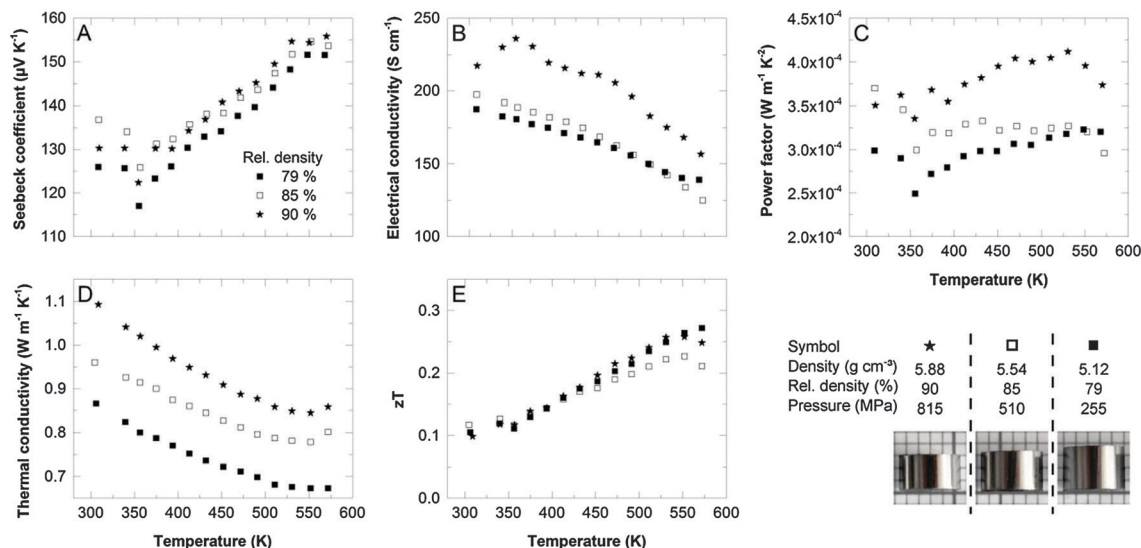 A
Seebeck coefficient (µV K⁻¹)
160
150
140
130
120
110
100
Rel. density
79 %
85 %
90 %
B
Electrical conductivity (S cm⁻¹)
250
200
150
100
C
Power factor (W m⁻¹ K⁻²)
4.5x10⁻⁴
4.0x10⁻⁴
3.5x10⁻⁴
3.0x10⁻⁴
2.5x10⁻⁴
2.0x10⁻⁴
300 350 400 450 500 550 600
Temperature (K)
D
Thermal conductivity (W m⁻¹ K⁻¹)
1.1
1.0
0.9
0.8
0.7
300 350 400 450 500 550 600
Temperature (K)
E
zT
0.3
0.2
0.1
0.0
300 350 400 450 500 550 600
Temperature (K)
Symbol
Density (g cm⁻³) 5.88 5.54 5.12
Rel. density (%) 90 85 79
Pressure (MPa) 815 510 255